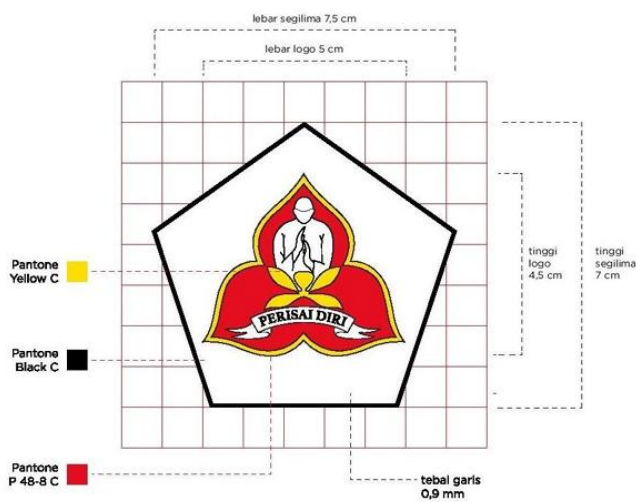 lebar segilima 7,5 cm
lebar logo 5 cm
Pantone
Yellow C
Pantone
Black C
Pantone
P 48-8 C
PERISAI DIRI
tinggi
logo
4,5 cm
tinggi
segilima
7 cm
tebal garis
0,9 mm